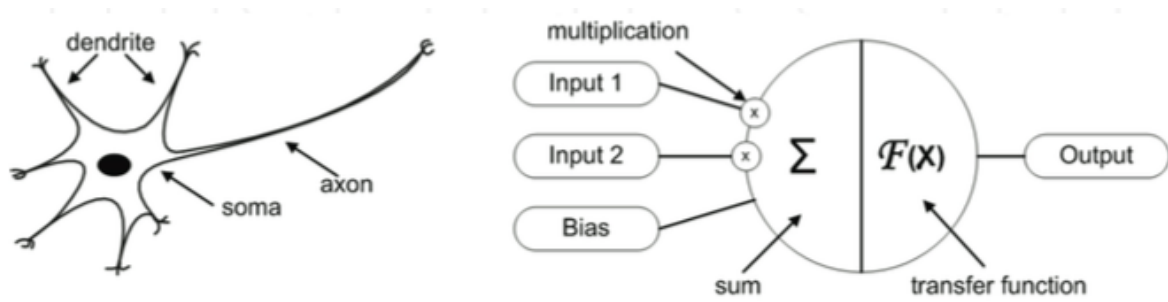 dendrite
axon
soma
multiplication
Input 1
x
Input 2
x
Σ
F(X)
Output
Bias
sum
transfer function